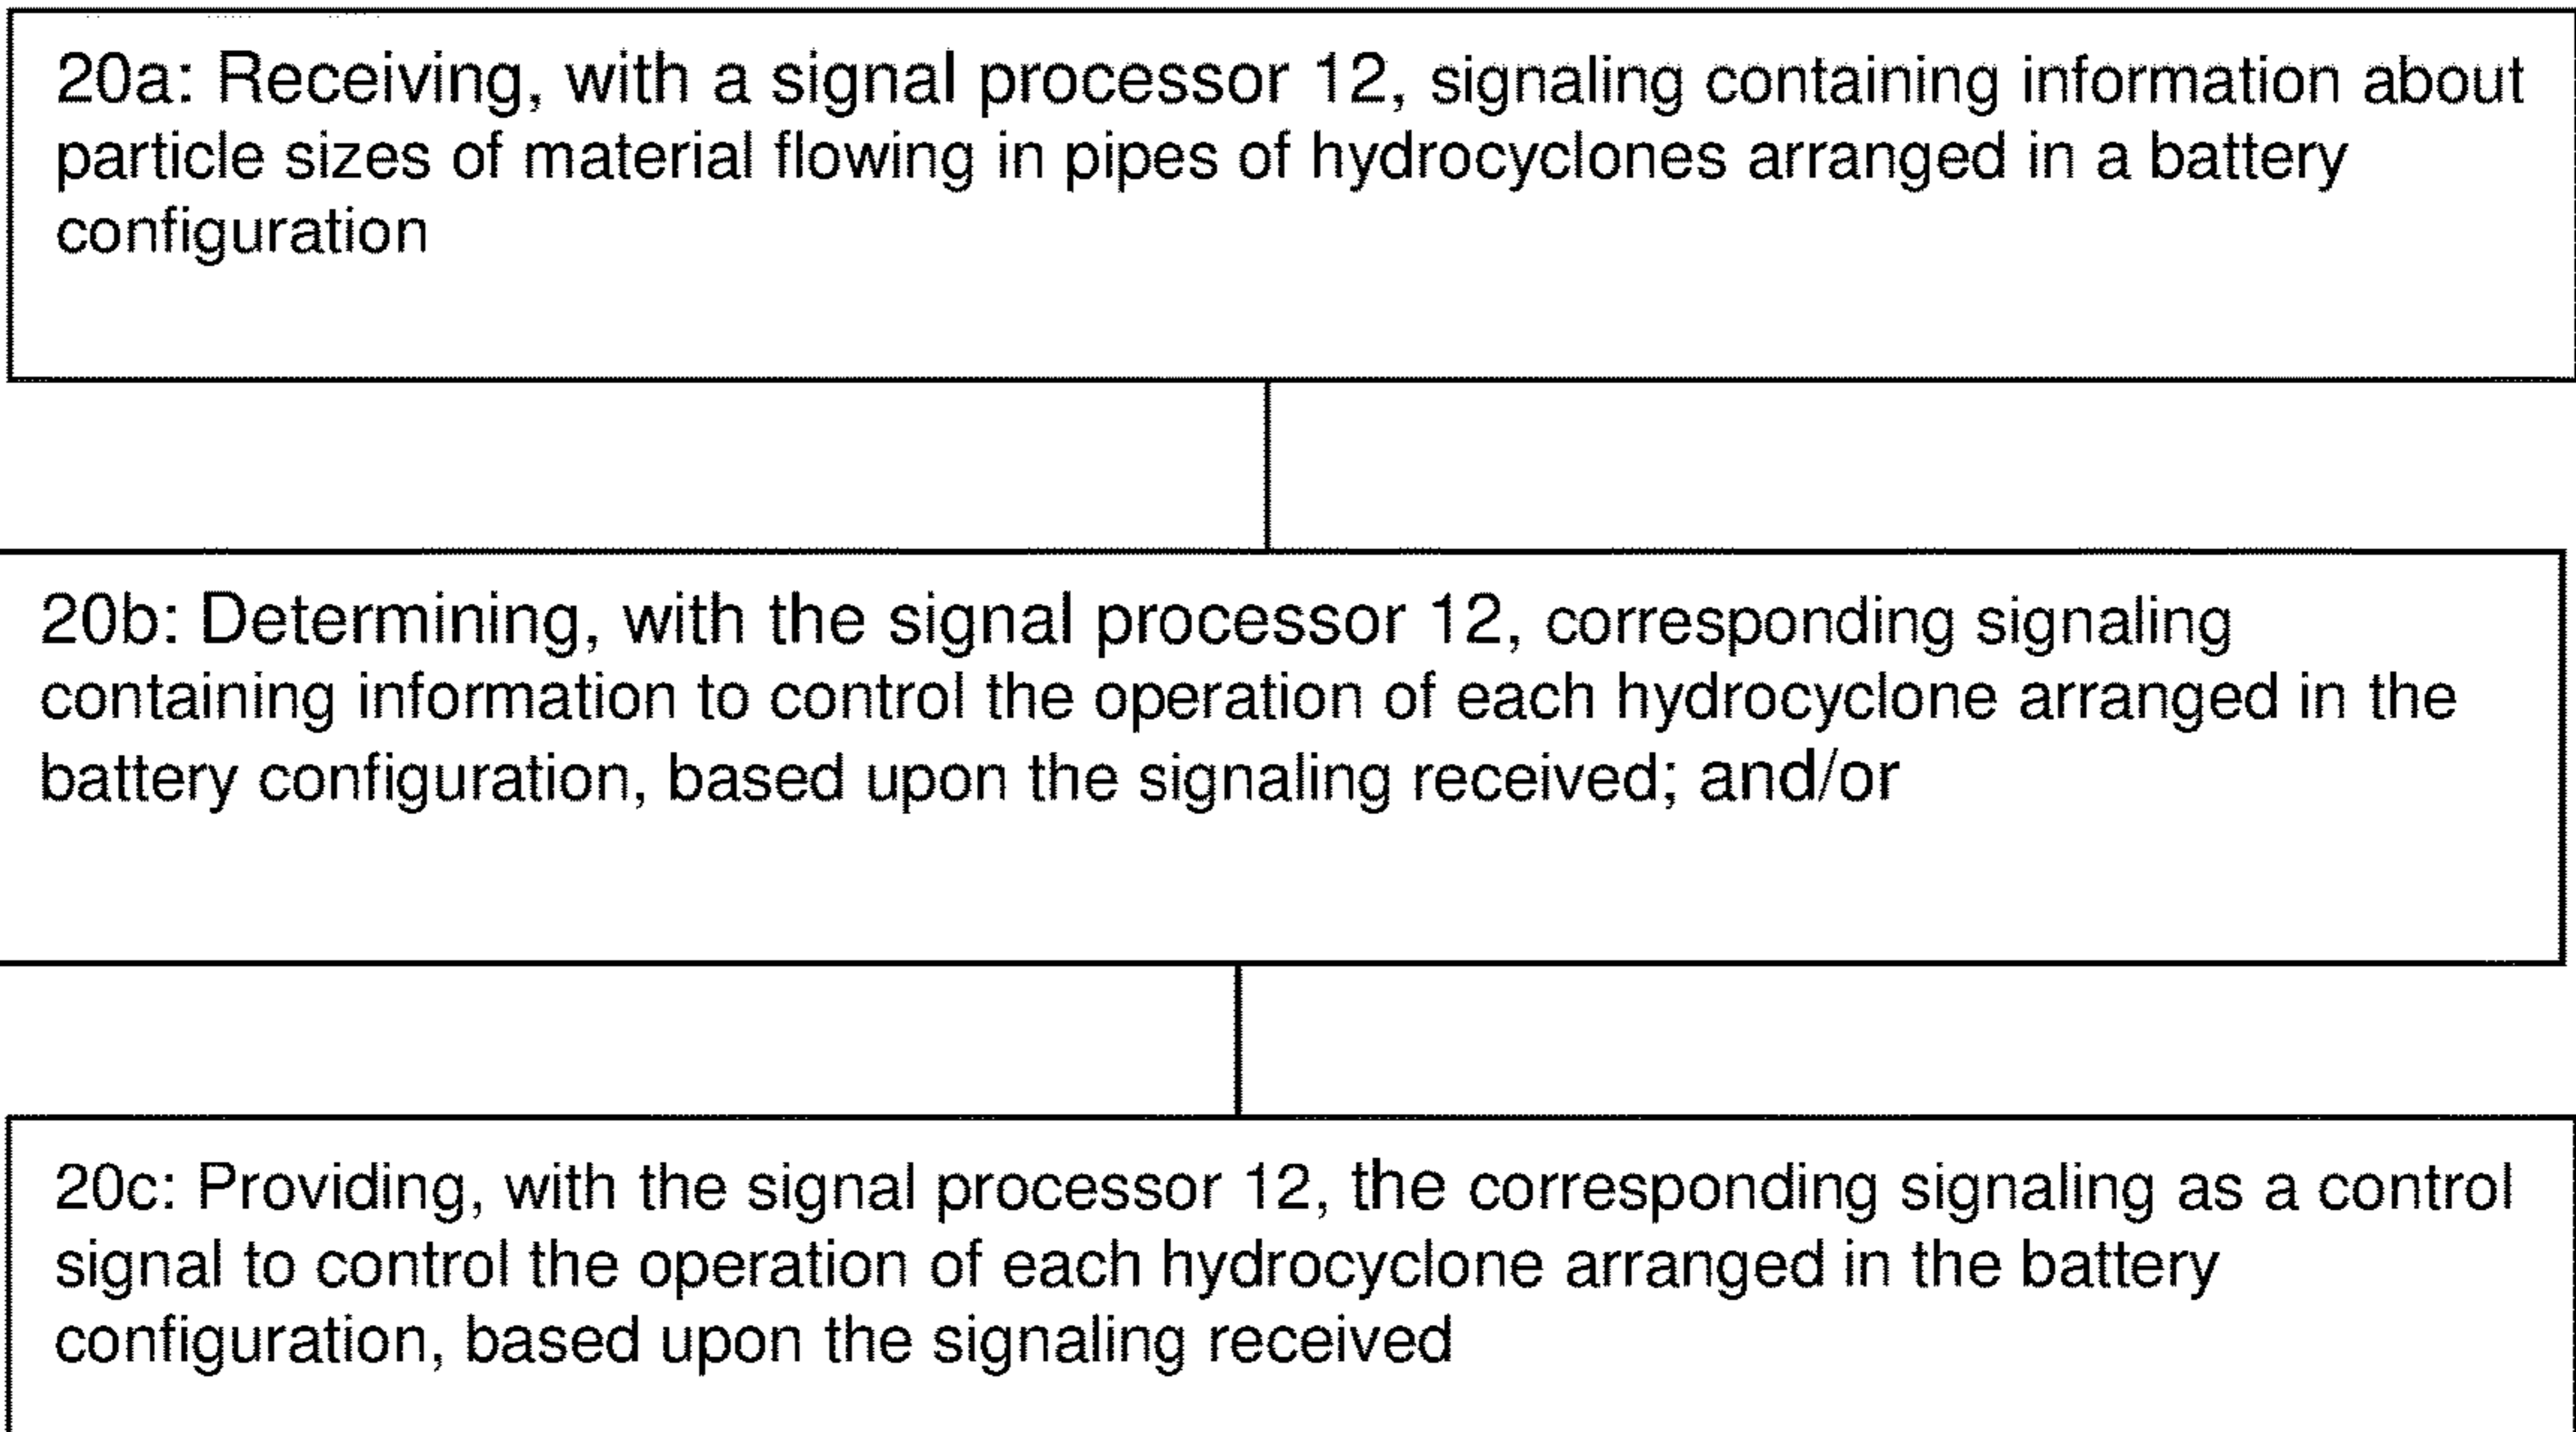 20a: Receiving, with a signal processor 12, signaling containing information about
particle sizes of material flowing in pipes of hydrocyclones arranged in a battery
configuration
20b: Determining, with the signal processor 12, corresponding signaling
containing information to control the operation of each hydrocyclone arranged in the
battery configuration, based upon the signaling received; and/or
20c: Providing, with the signal processor 12, the corresponding signaling as a control
signal to control the operation of each hydrocyclone arranged in the battery
configuration, based upon the signaling received